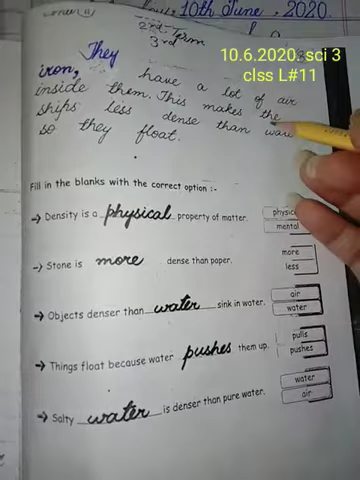 10th June, 2020.
2nd Term
3rd
10.6.2020. sci 3
clss L#11
They
iron, have a lot of air
inside them. This makes the
ships less dense than
so they float.
Fill in the blanks with the correct option :-
→ Density is a physical property of matter.
mental
→ Stone is more dense than paper.
more
less
→ Objects denser than water sink in water.
air
water
→ Things float because water pushes them up.
pulls
pushes
→ Salty water is denser than pure water.
water
air